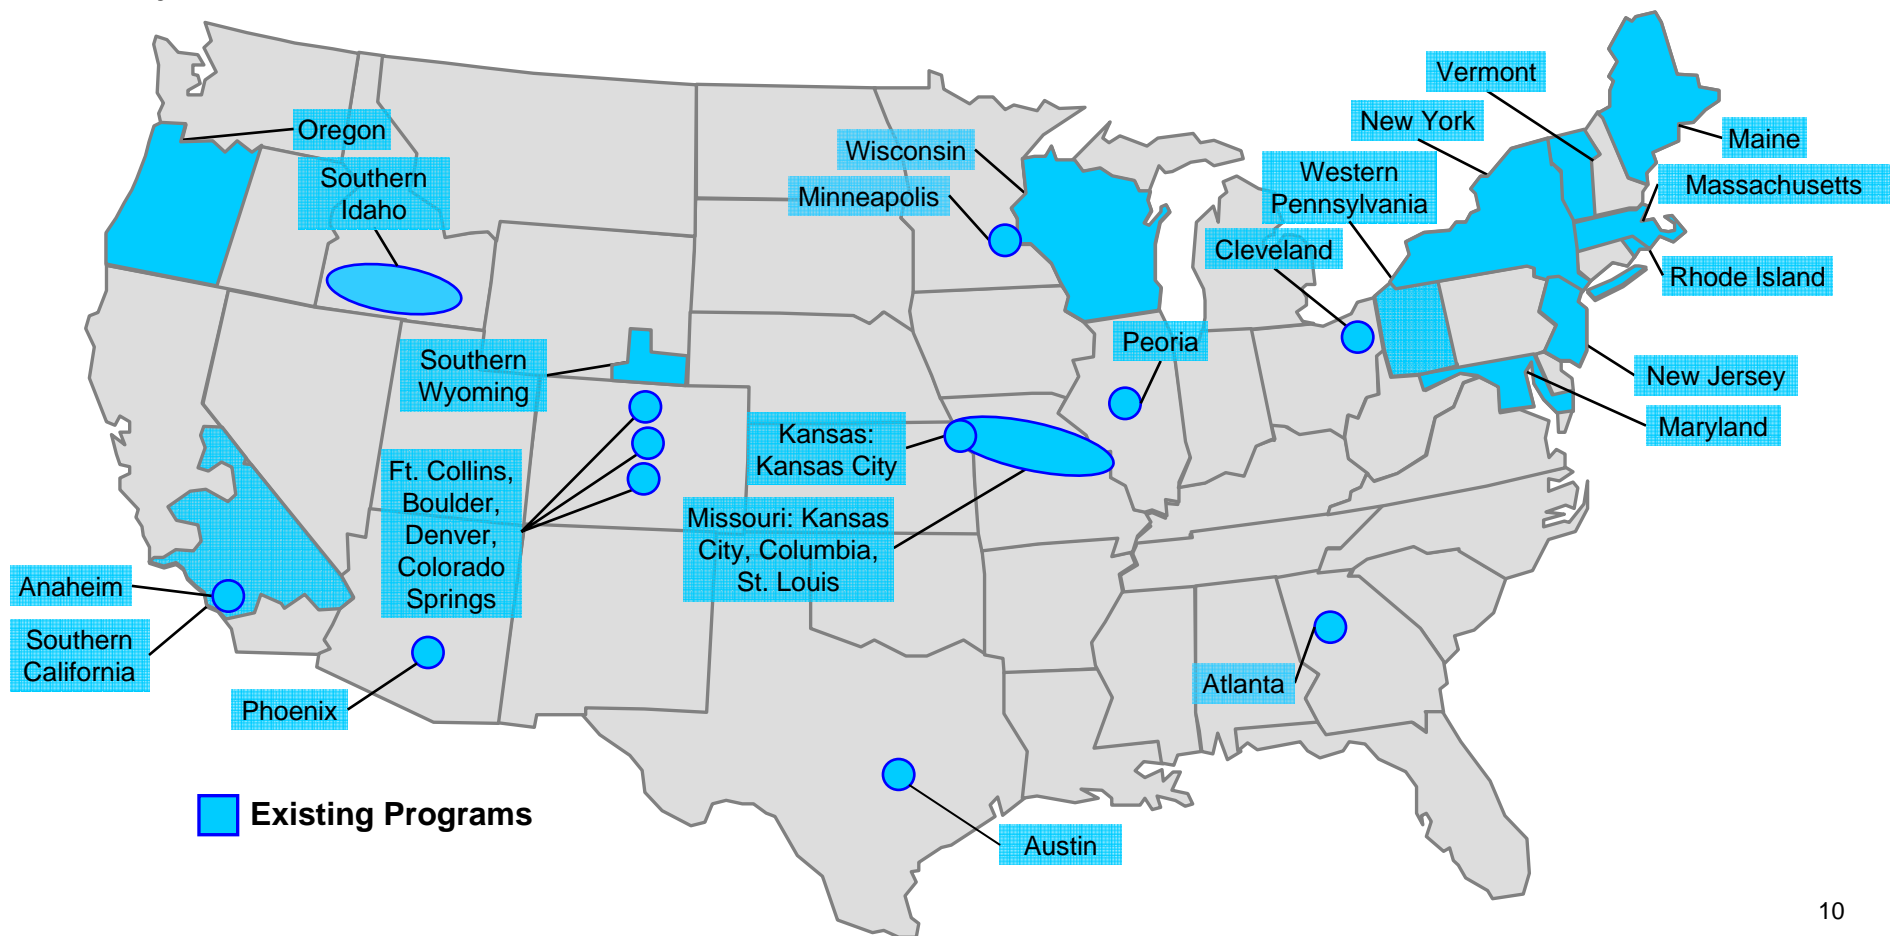 Vermont
New York
Maine
Oregon
Wisconsin
Western
Pennsylvania
Massachusetts
Southern
Idaho
Minneapolis
Cleveland
Rhode Island
Peoria
Southern
Wyoming
New Jersey
Maryland
Kansas:
Kansas City
Ft. Collins,
Boulder,
Denver,
Colorado
Springs
Missouri: Kansas
City, Columbia,
St. Louis
Anaheim
Southern
California
Phoenix
Atlanta
Existing Programs
Austin
10